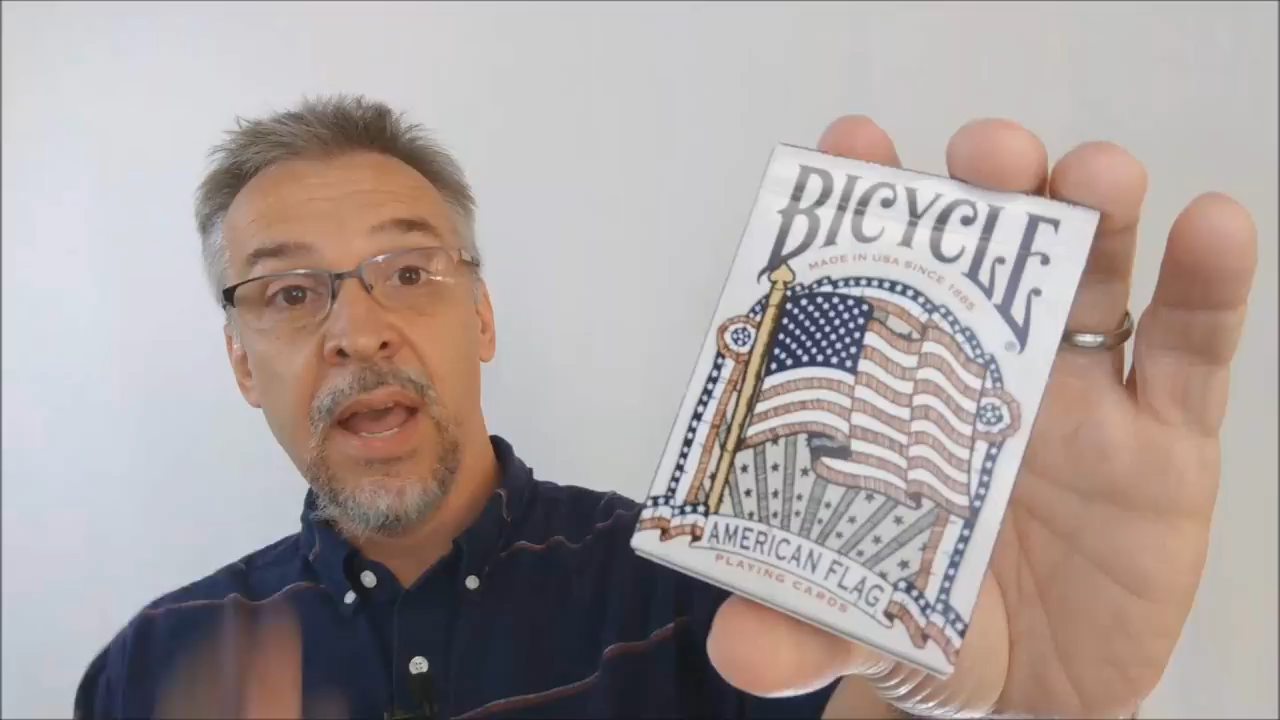 BICYCLE
MADE IN USA SINCE 1885
®
AMERICAN FLAG
PLAYING CARDS